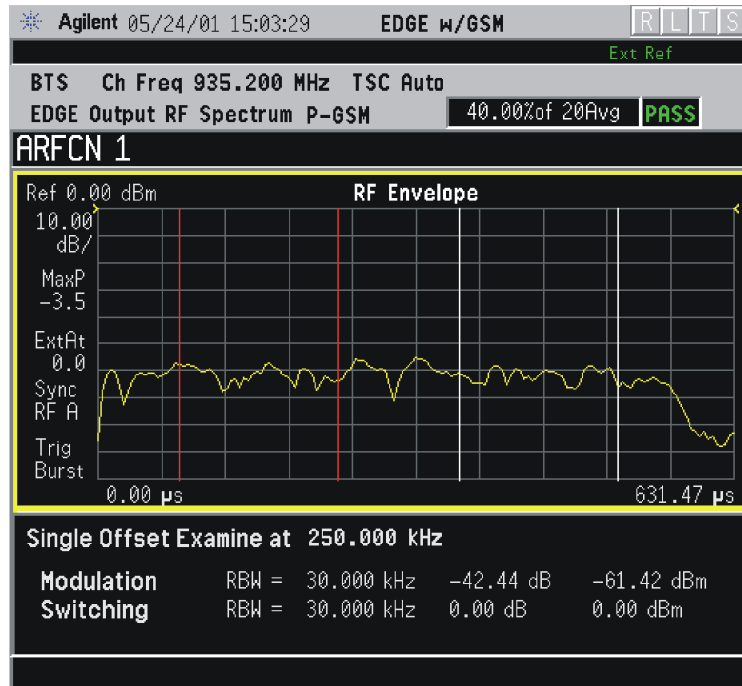 Agilent 05/24/01 15:03:29 EDGE w/GSM R L T S
Ext Ref
BTS Ch Freq 935.200 MHz TSC Auto
EDGE Output RF Spectrum P-GSM 40.00%of 20Avg PASS
ARFCN 1
Ref 0.00 dBm RF Envelope
10.00
dB/
MaxP
-3.5
ExtAt
0.0
Sync
RF A
Trig
Burst
0.00 μs 631.47 μs
Single Offset Examine at 250.000 kHz
Modulation RBW = 30.000 kHz -42.44 dB -61.42 dBm
Switching RBW = 30.000 kHz 0.00 dB 0.00 dBm